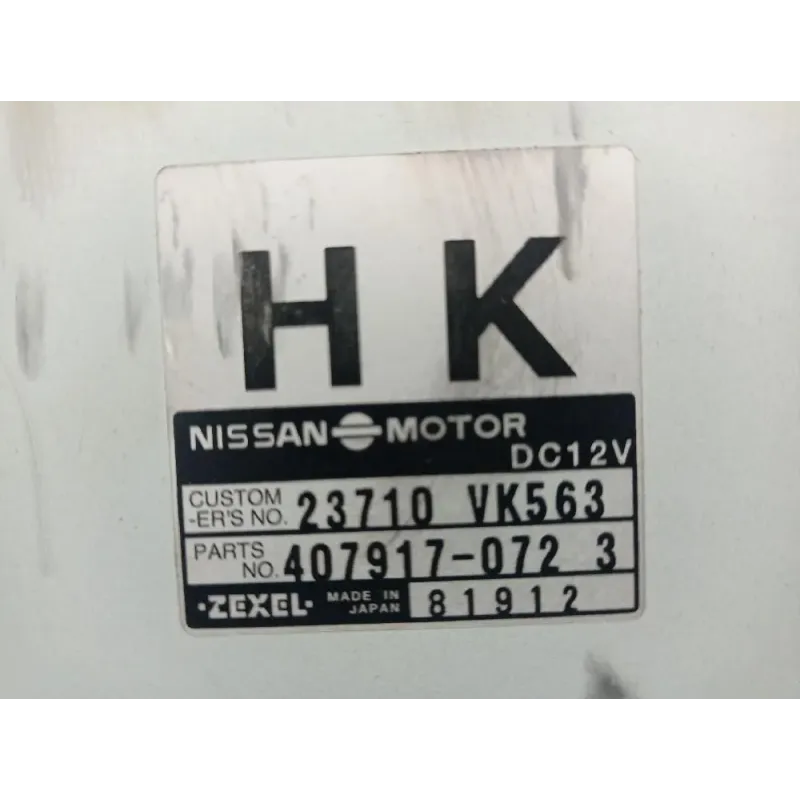 HK
NISSAN MOTOR
DC12V
CUSTOM
-ER'S NO. 23710 VK563
PARTS
NO. 407917-072 3
·ZEXEL· MADE IN
JAPAN 81912